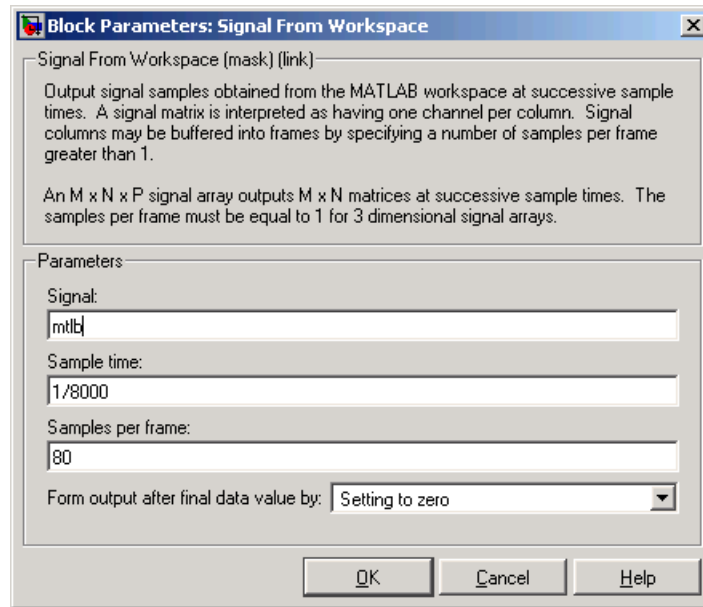 Block Parameters: Signal From Workspace
Signal From Workspace (mask) (link)
Output signal samples obtained from the MATLAB workspace at successive sample
times. A signal matrix is interpreted as having one channel per column. Signal
columns may be buffered into frames by specifying a number of samples per frame
greater than 1.
An M x N x P signal array outputs M x N matrices at successive sample times. The
samples per frame must be equal to 1 for 3 dimensional signal arrays.
Parameters
Signal:
mtlb
Sample time:
1/8000
Samples per frame:
80
Form output after final data value by: Setting to zero
OK Cancel Help